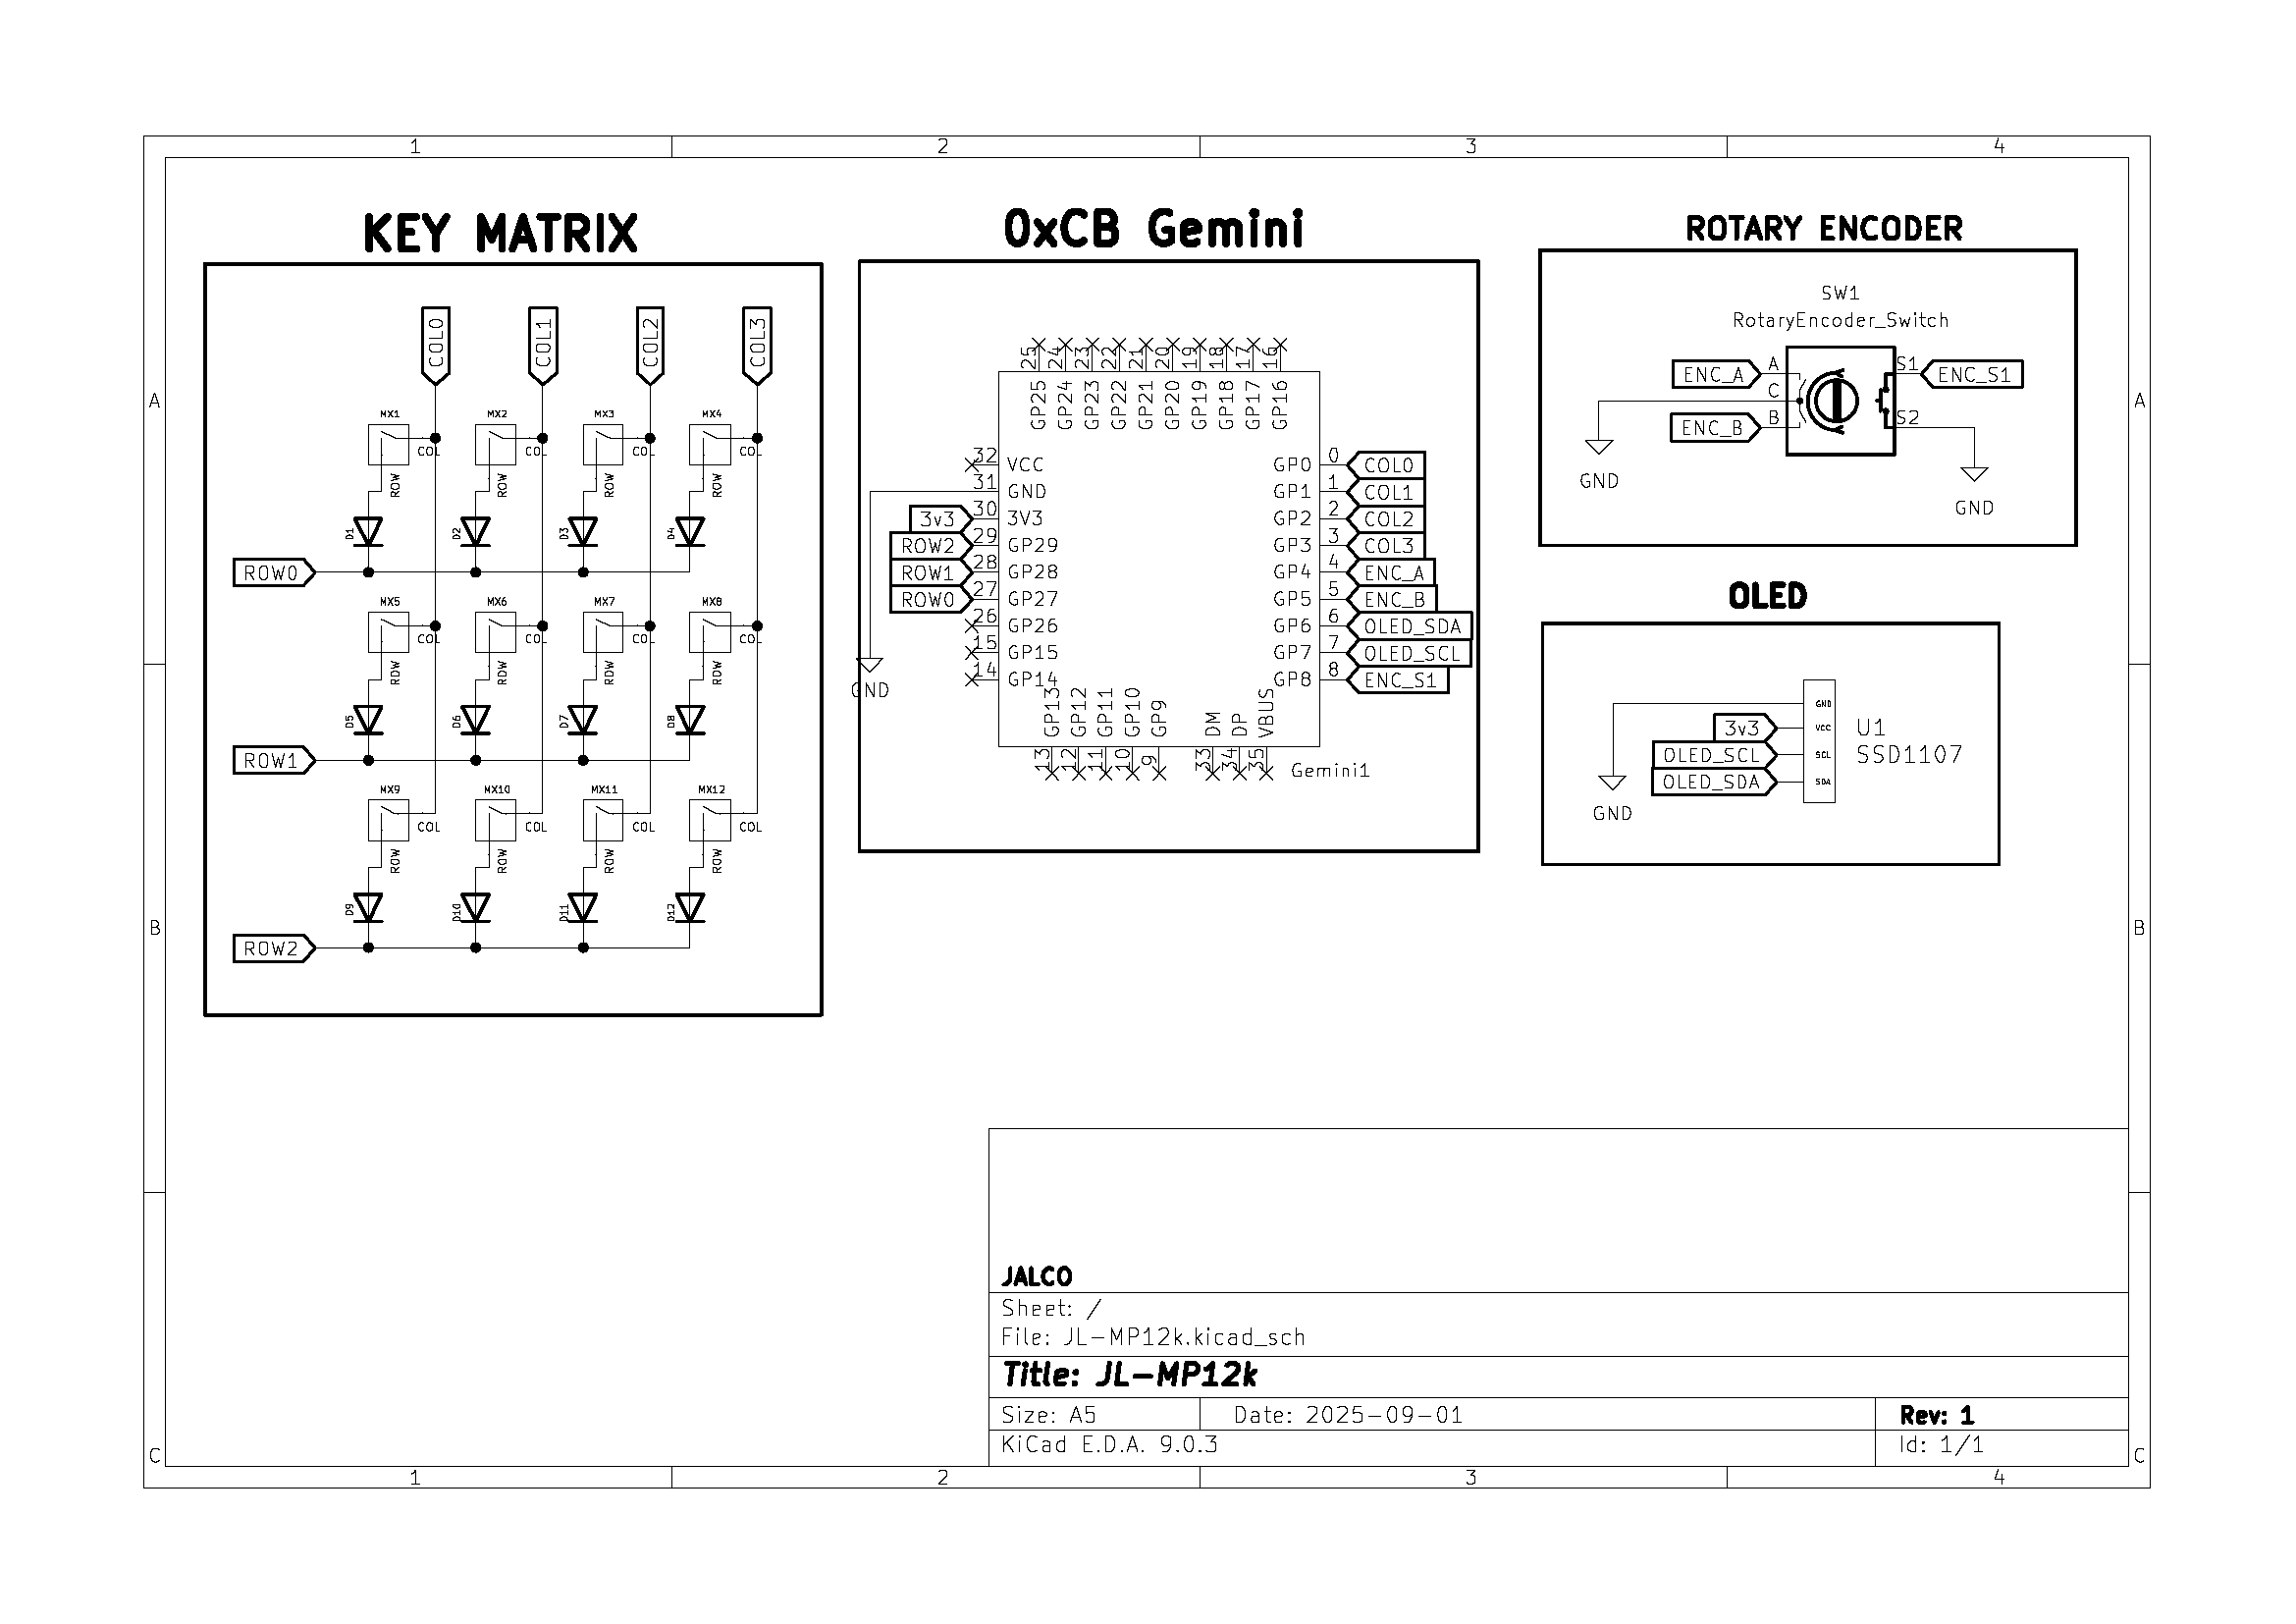 1 2 3 4
KEY MATRIX
COL0 COL1 COL2 COL3
MX1 MX2 MX3 MX4
COL COL COL COL
ROW ROW ROW ROW
D1 D2 D3 D4
ROW0
MX5 MX6 MX7 MX8
COL COL COL COL
ROW ROW ROW ROW
D5 D6 D7 D8
ROW1
MX9 MX10 MX11 MX12
COL COL COL COL
ROW ROW ROW ROW
D9 D10 D11 D12
ROW2
0xCB Gemini
25 24 23 22 21 20 19 18 17 16
GP25 GP24 GP23 GP22 GP21 GP20 GP19 GP18 GP17 GP16
32 VCC
31 GND
3v3 30 3V3
ROW2 29 GP29
ROW1 28 GP28
ROW0 27 GP27
26 GP26
15 GP15
14 GP14
GND
GP0 0 COL0
GP1 1 COL1
GP2 2 COL2
GP3 3 COL3
GP4 4 ENC_A
GP5 5 ENC_B
GP6 6 OLED_SDA
GP7 7 OLED_SCL
GP8 8 ENC_S1
GP13 GP12 GP11 GP10 GP9 DM DP VBUS
13 12 11 10 9 33 34 35
Gemini1
ROTARY ENCODER
SW1
RotaryEncoder_Switch
ENC_A A S1 ENC_S1
C
ENC_B B S2
GND
GND
OLED
GND
3v3 VCC
OLED_SCL SCL
OLED_SDA SDA
U1
SSD1107
GND
A A
B B
C C
JALCO
Sheet: /
File: JL-MP12k.kicad_sch
Title: JL-MP12k
Size: A5 Date: 2025-09-01 Rev: 1
KiCad E.D.A. 9.0.3 Id: 1/1
1 2 3 4